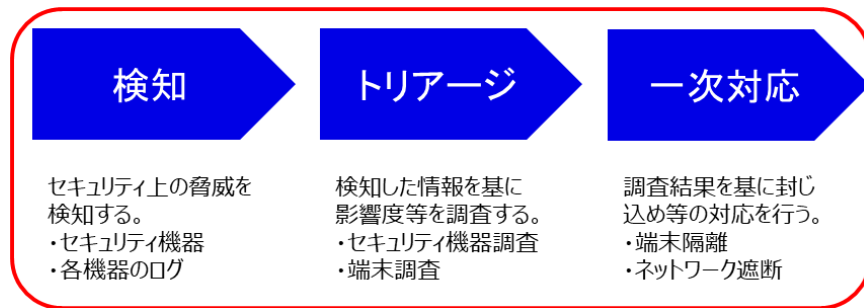 検知
セキュリティ上の脅威を
検知する。
・セキュリティ機器
・各機器のログ
トリアージ
検知した情報を基に
影響度等を調査する。
・セキュリティ機器調査
・端末調査
一次対応
調査結果を基に封じ
込め等の対応を行う。
・端末隔離
・ネットワーク遮断